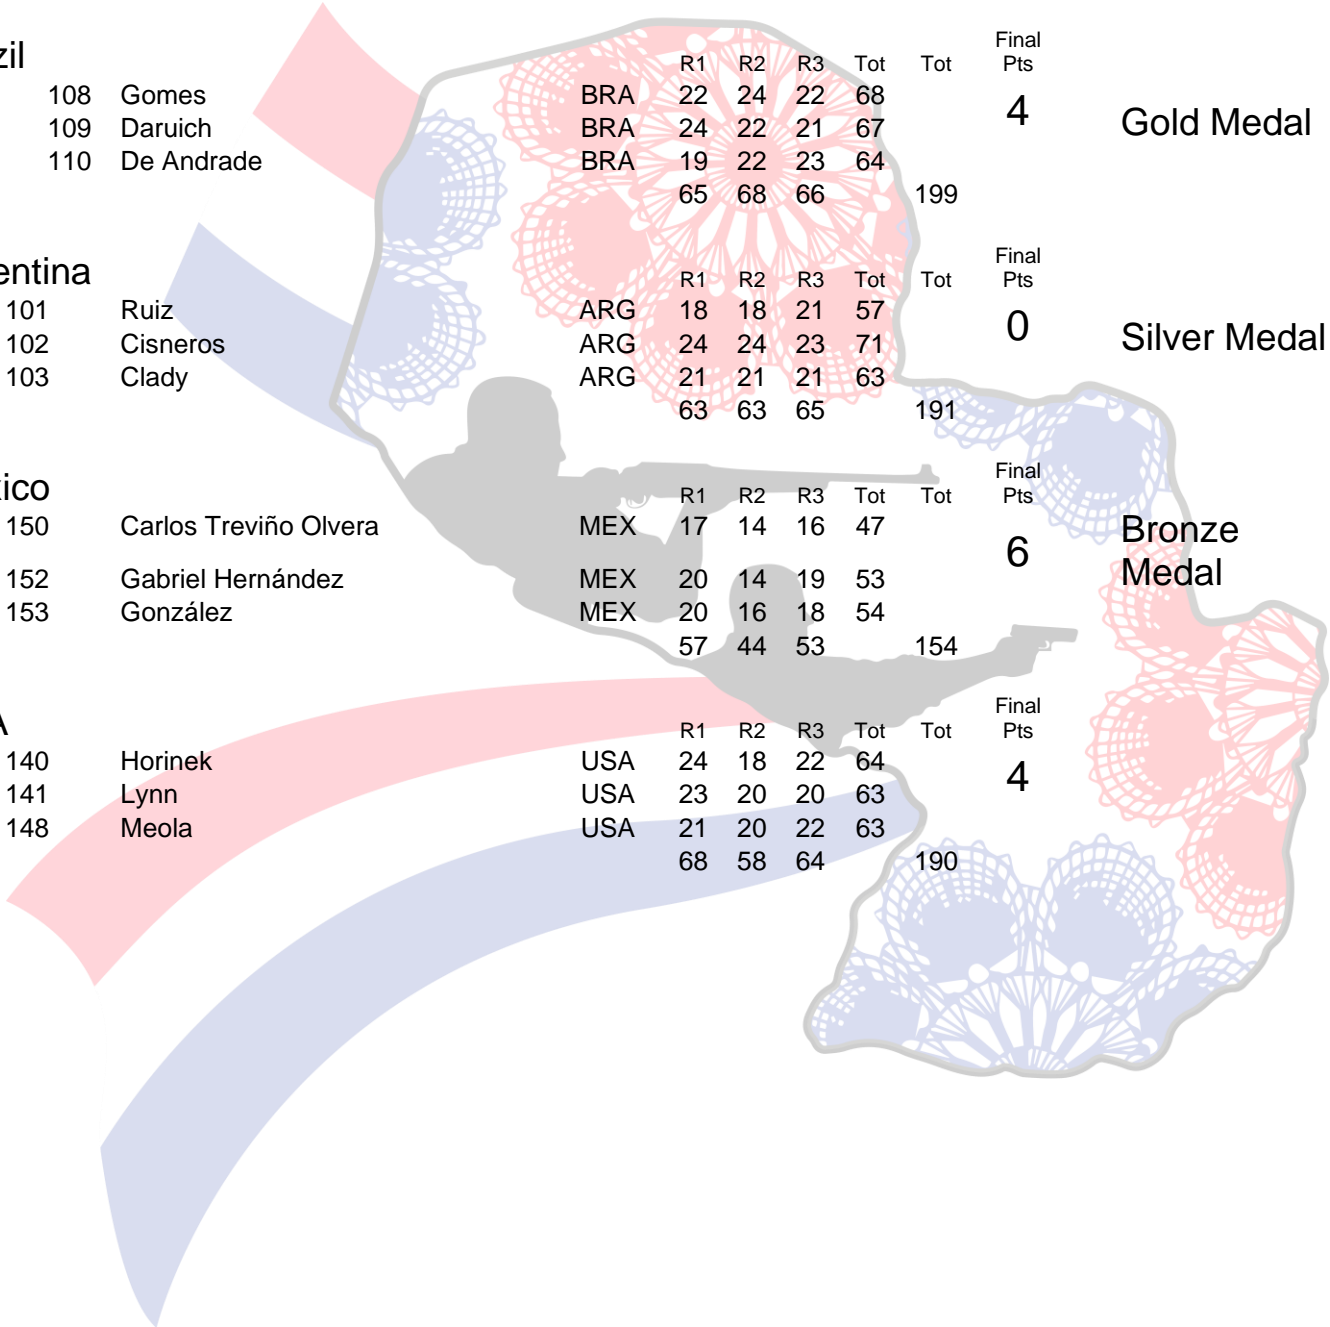 zil
R1 R2 R3 Tot Tot Final Pts
108 Gomes BRA 22 24 22 68 4 Gold Medal
109 Daruich BRA 24 22 21 67
110 De Andrade BRA 19 22 23 64
65 68 66 199
entina
R1 R2 R3 Tot Tot Final Pts
101 Ruiz ARG 18 18 21 57 0 Silver Medal
102 Cisneros ARG 24 24 23 71
103 Clady ARG 21 21 21 63
63 63 65 191
xico
R1 R2 R3 Tot Tot Final Pts
150 Carlos Treviño Olvera MEX 17 14 16 47 6 Bronze Medal
152 Gabriel Hernández MEX 20 14 19 53
153 González MEX 20 16 18 54
57 44 53 154
A
R1 R2 R3 Tot Tot Final Pts
140 Horinek USA 24 18 22 64 4
141 Lynn USA 23 20 20 63
148 Meola USA 21 20 22 63
68 58 64 190